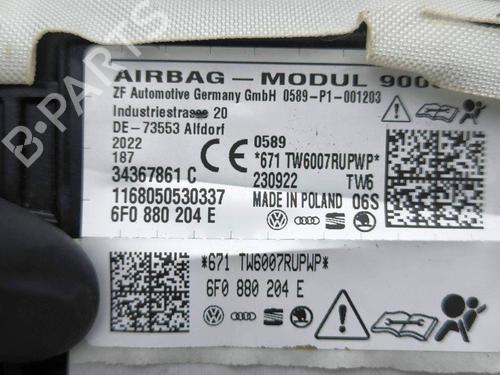 AIRBAG – MODUL 900
ZF Automotive Germany GmbH 0589-P1-001203
Industriestrasse 20
DE-73553 Alfdorf
2022
187
34367861 C
1168050530337
6F0 880 204 E
CE 0589
*671 TW6007RUPWP*
230922 TW6
MADE IN POLAND 06S
*671 TW6007RUPWP*
6F0 880 204 E
B-PARTS